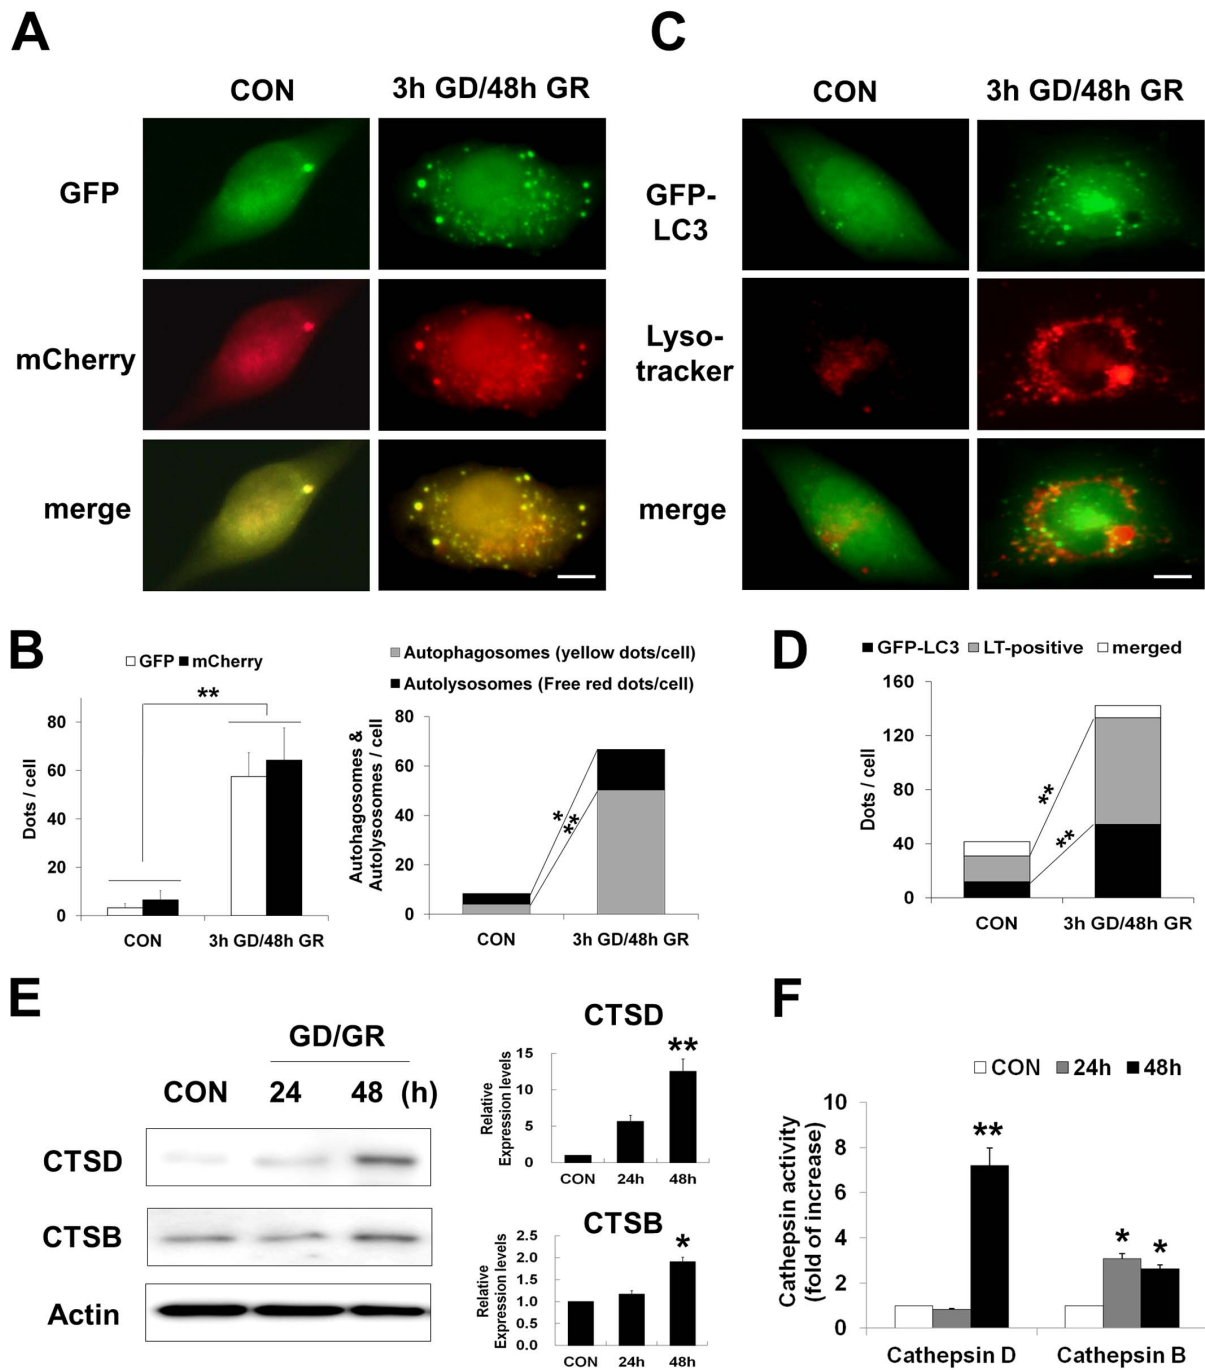 A
CON
3h GD/48h GR
GFP
mCherry
merge
C
CON
3h GD/48h GR
GFP-
LC3
Lyso-
tracker
merge
B
GFP mCherry
**
Dots / cell
80
60
40
20
0
CON
3h GD/48h GR
Autophagosomes (yellow dots/cell)
Autolysosomes (Free red dots/cell)
Autohagosomes &
Autolysosomes / cell
80
60
40
20
0
*
**
CON
3h GD/48h GR
D
GFP-LC3 LT-positive merged
Dots / cell
160
120
80
40
0
**
**
CON
3h GD/48h GR
E
GD/GR
CON 24 48 (h)
CTSD
CTSB
Actin
CTSD
Relative
Expression levels
15
10
5
0
**
CON 24h 48h
CTSB
Relative
Expression levels
2.5
2.0
1.5
1.0
0.5
0.0
*
CON 24h 48h
F
CON 24h 48h
Cathepsin activity
(fold of increase)
10
8
6
4
2
0
**
*
*
Cathepsin D
Cathepsin B